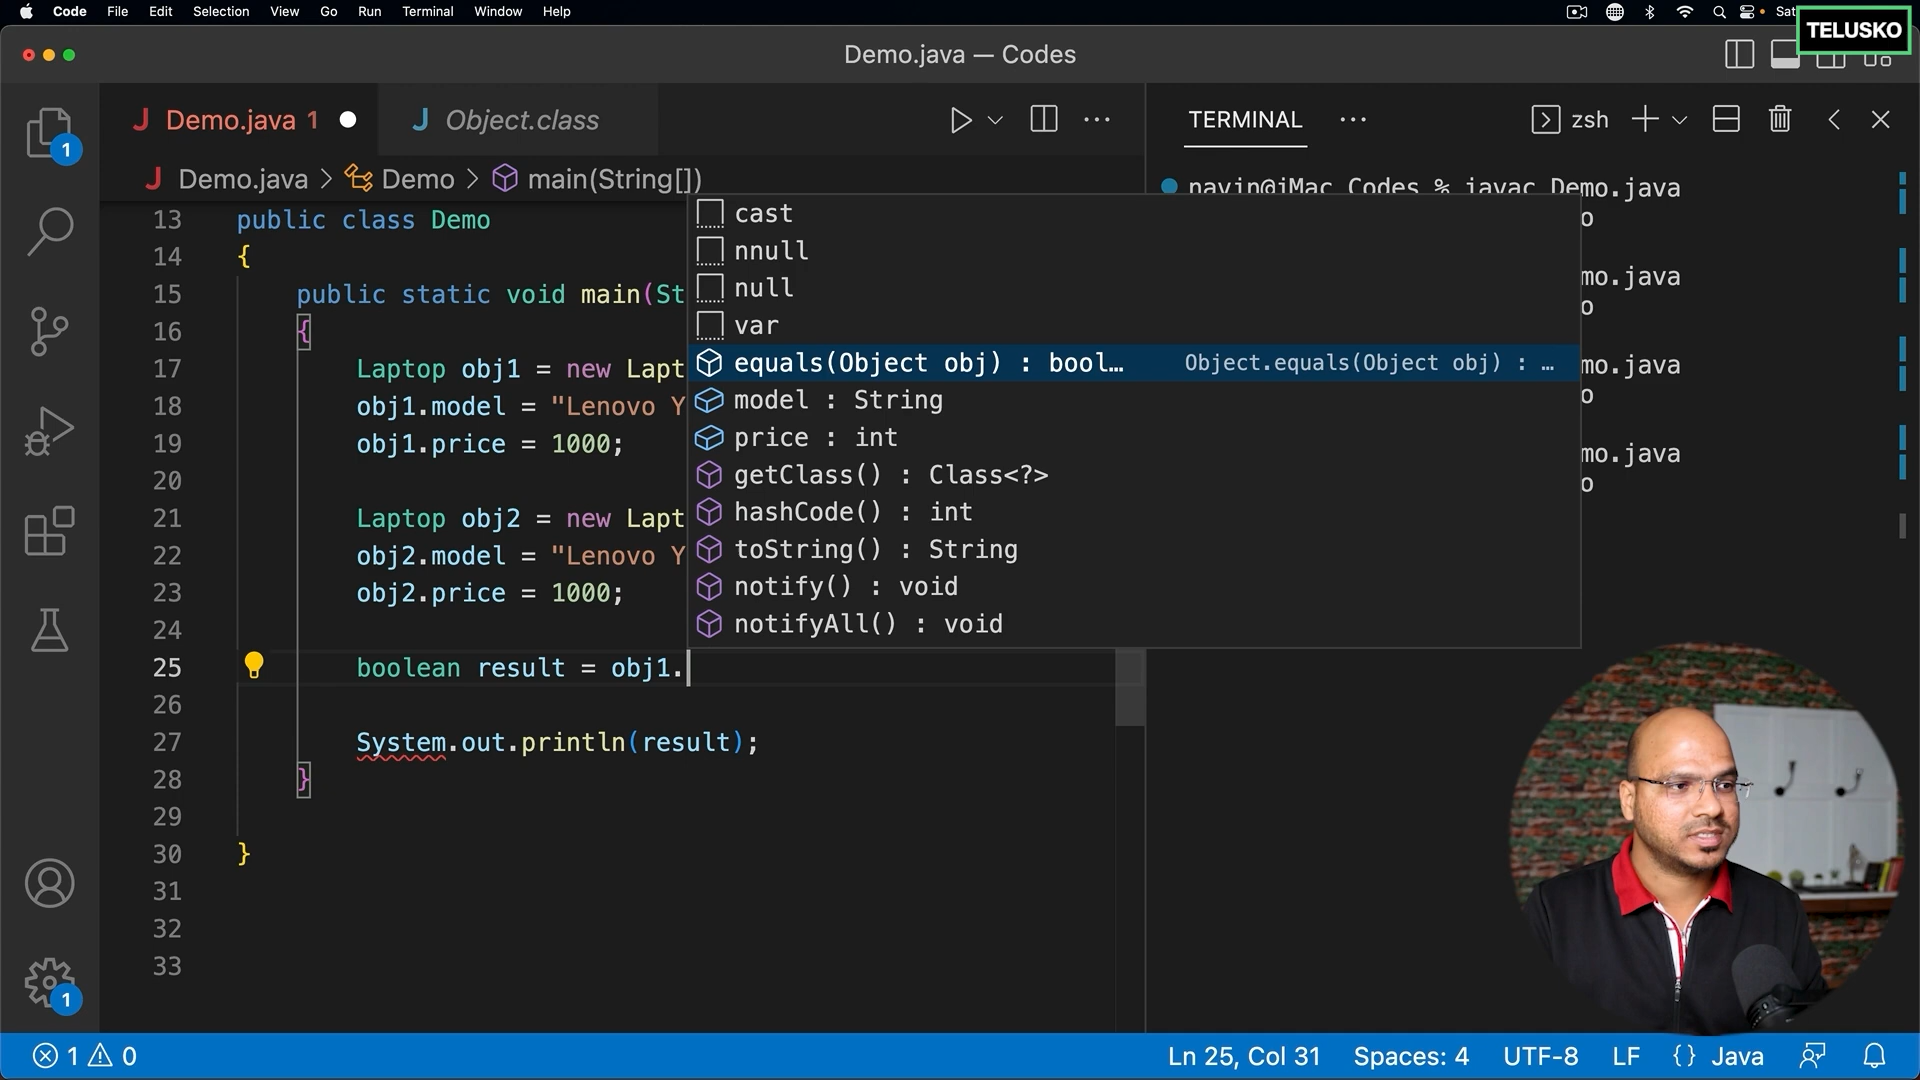 Code File Edit Selection View Go Run Terminal Window Help
TELUSKO
Demo.java — Codes
Demo.java 1
Object.class
TERMINAL
zsh
Demo.java > Demo > main(String[])
navin@iMac Codes % javac Demo.java
o
mo.java
o
mo.java
o
mo.java
o
13 public class Demo
14 {
15 public static void main(St
16 {
17 Laptop obj1 = new Lapt
18 obj1.model = "Lenovo Y
19 obj1.price = 1000;
20
21 Laptop obj2 = new Lapt
22 obj2.model = "Lenovo Y
23 obj2.price = 1000;
24
25 boolean result = obj1.
26
27 System.out.println(result);
28 }
29
30 }
31
32
33
cast
nnull
null
var
equals(Object obj) : bool… Object.equals(Object obj) : …
model : String
price : int
getClass() : Class<?>
hashCode() : int
toString() : String
notify() : void
notifyAll() : void
1
1
1 0
Ln 25, Col 31 Spaces: 4 UTF-8 LF {} Java